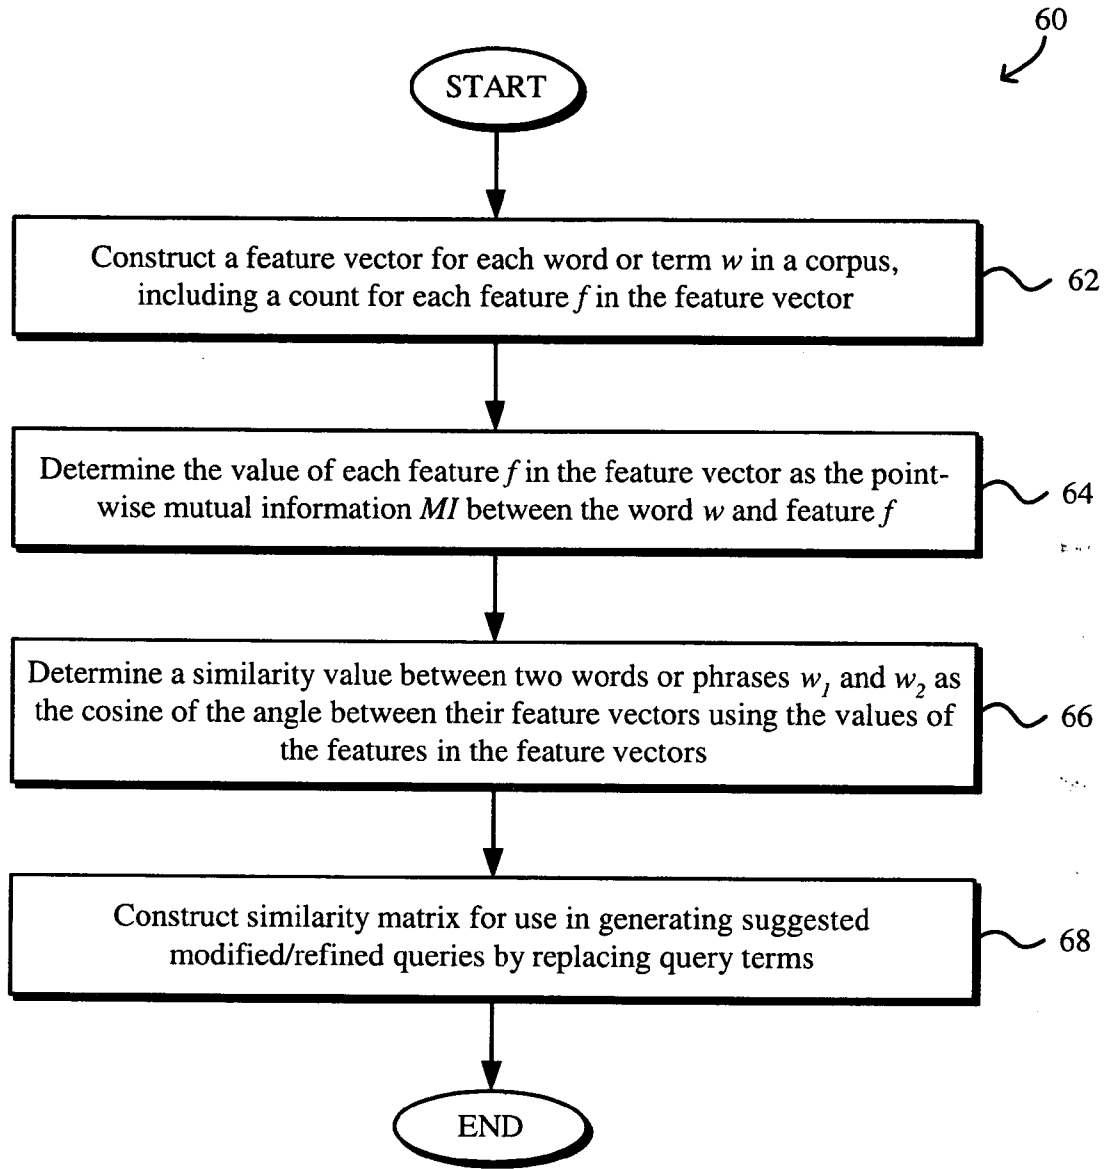 60
START
Construct a feature vector for each word or term w in a corpus,
including a count for each feature f in the feature vector
62
Determine the value of each feature f in the feature vector as the point-
wise mutual information MI between the word w and feature f
64
Determine a similarity value between two words or phrases w1 and w2 as
the cosine of the angle between their feature vectors using the values of
the features in the feature vectors
66
Construct similarity matrix for use in generating suggested
modified/refined queries by replacing query terms
68
END